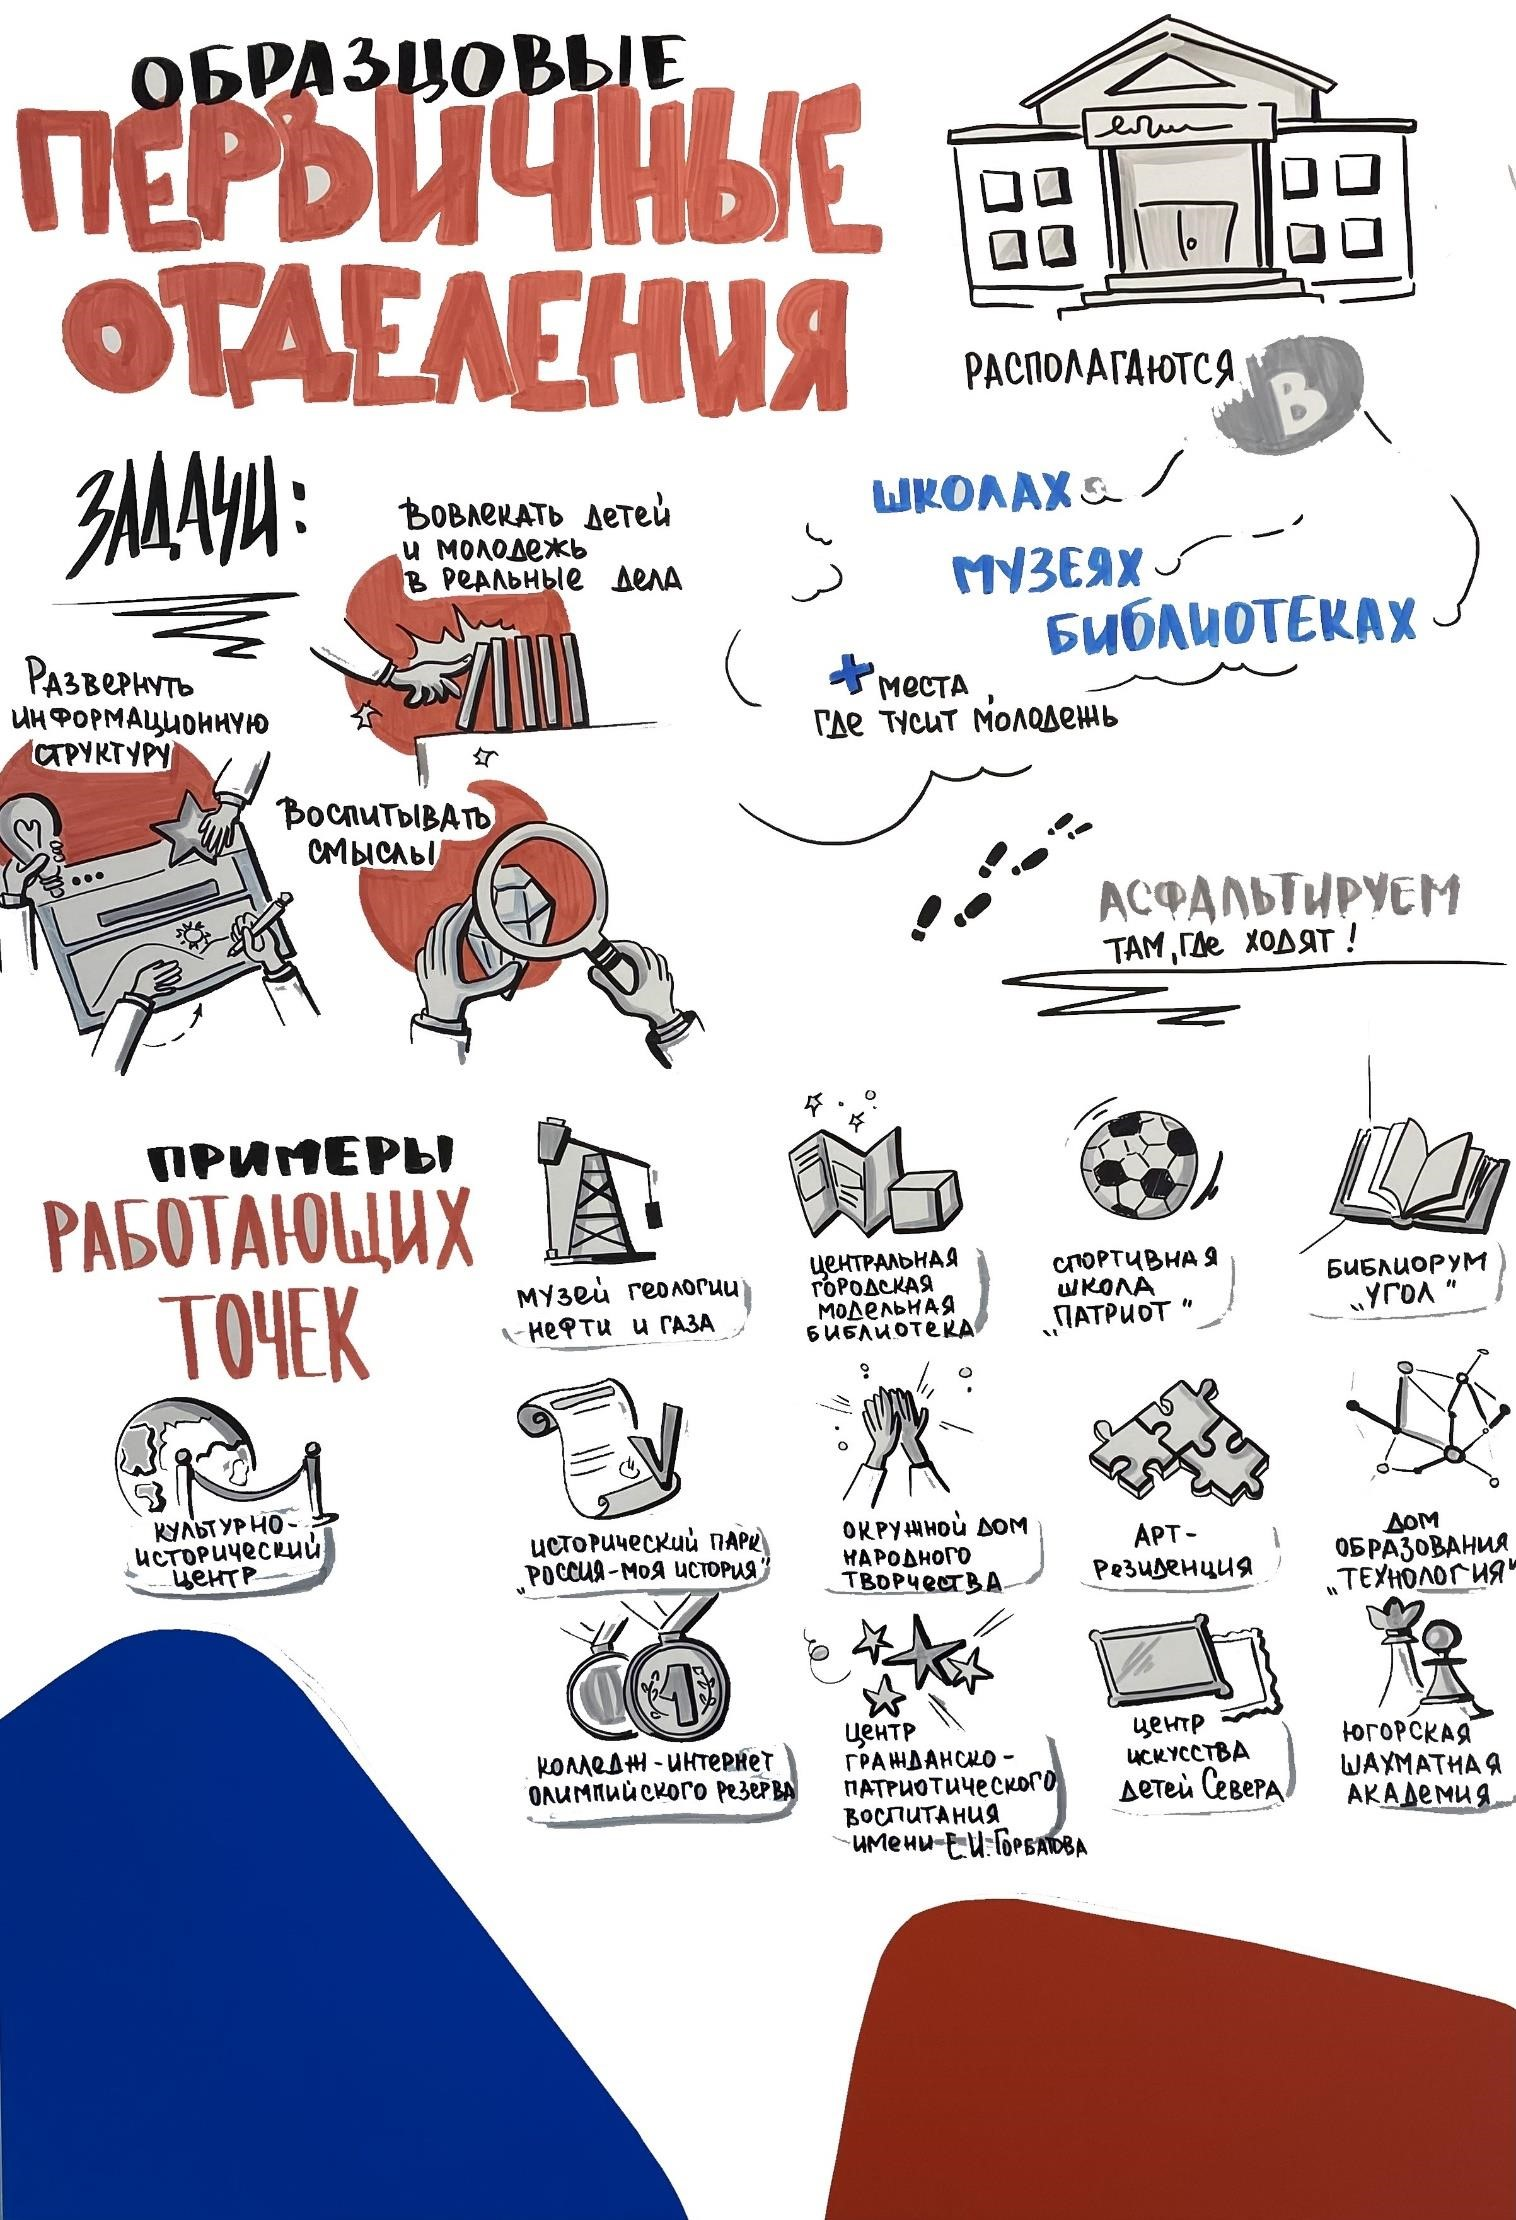 ОБРАЗЦОВЫЕ
ПЕРВИЧНЫЕ
ОТДЕЛЕНИЯ
РАСПОЛАГАЮТСЯ В
ШКОЛАХ
МУЗЕЯХ
БИБЛИОТЕКАХ
+ МЕСТА,
ГДЕ ТУСИТ МОЛОДЕЖЬ
ЗАДАЧИ:
ВОВЛЕКАТЬ ДЕТЕЙ
И МОЛОДЕЖЬ
В РЕАЛЬНЫЕ ДЕЛА
РАЗВЕРНУТЬ
ИНФОРМАЦИОННУЮ
СТРУКТУРУ
ВОСПИТЫВАТЬ
СМЫСЛЫ
АСФАЛЬТИРУЕМ
ТАМ, ГДЕ ХОДЯТ!
ПРИМЕРЫ
РАБОТАЮЩИХ
ТОЧЕК
МУЗЕЙ ГЕОЛОГИИ
НЕФТИ И ГАЗА
ЦЕНТРАЛЬНАЯ
ГОРОДСКАЯ
МОДЕЛЬНАЯ
БИБЛИОТЕКА
СПОРТИВНАЯ
ШКОЛА
„ПАТРИОТ"
БИБЛИОРУМ
„УГОЛ"
КУЛЬТУРНО-
ИСТОРИЧЕСКИЙ
ЦЕНТР
ИСТОРИЧЕСКИЙ ПАРК
„РОССИЯ-МОЯ ИСТОРИЯ"
ОКРУЖНОЙ ДОМ
НАРОДНОГО
ТВОРЧЕСТВА
АРТ-
РЕЗИДЕНЦИЯ
ДОМ
ОБРАЗОВАНИЯ
„ТЕХНОЛОГИЯ"
1
КОЛЛЕДЖ-ИНТЕРНЕТ
ОЛИМПИЙСКОГО РЕЗЕРВА
ЦЕНТР
ГРАЖДАНСКО-
ПАТРИОТИЧЕСКОГО
ВОСПИТАНИЯ
ИМЕНИ Е.И. ГОРБАТОВА
ЦЕНТР
ИСКУССТВА
ДЕТЕЙ СЕВЕРА
ЮГОРСКАЯ
ШАХМАТНАЯ
АКАДЕМИЯ